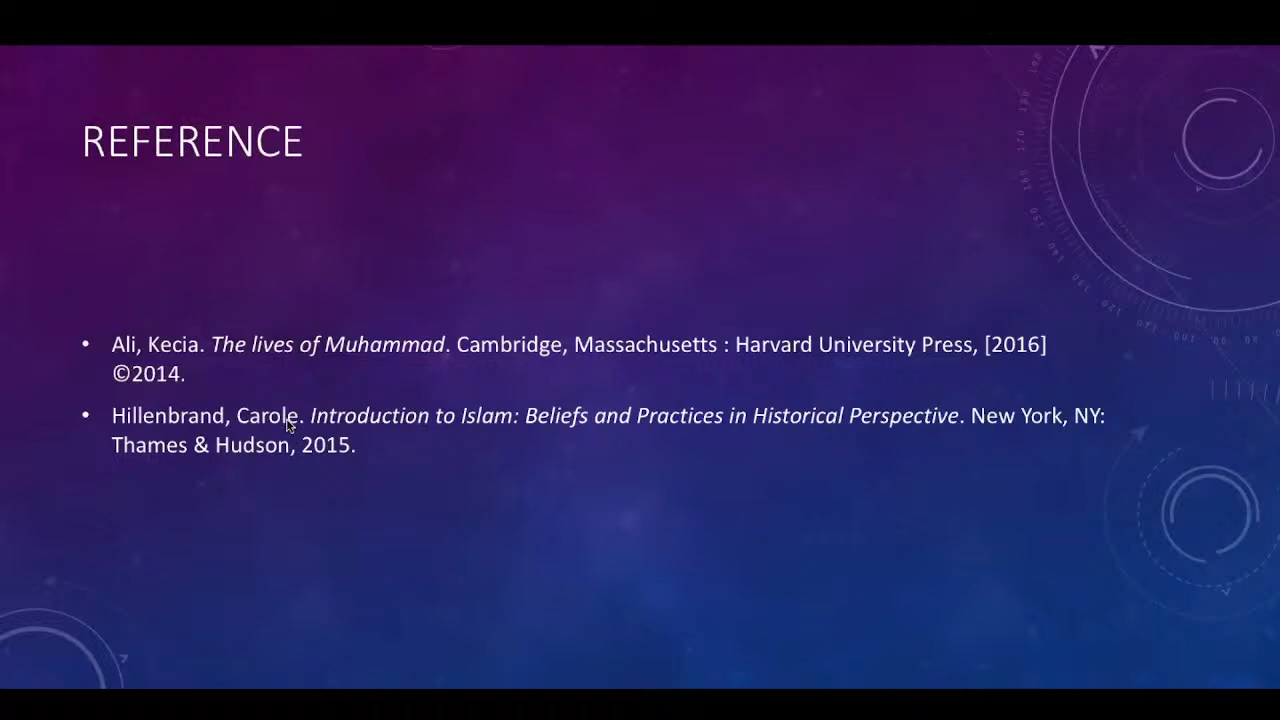 REFERENCE
• Ali, Kecia. The lives of Muhammad. Cambridge, Massachusetts : Harvard University Press, [2016]
©2014.
• Hillenbrand, Carole. Introduction to Islam: Beliefs and Practices in Historical Perspective. New York, NY:
Thames & Hudson, 2015.